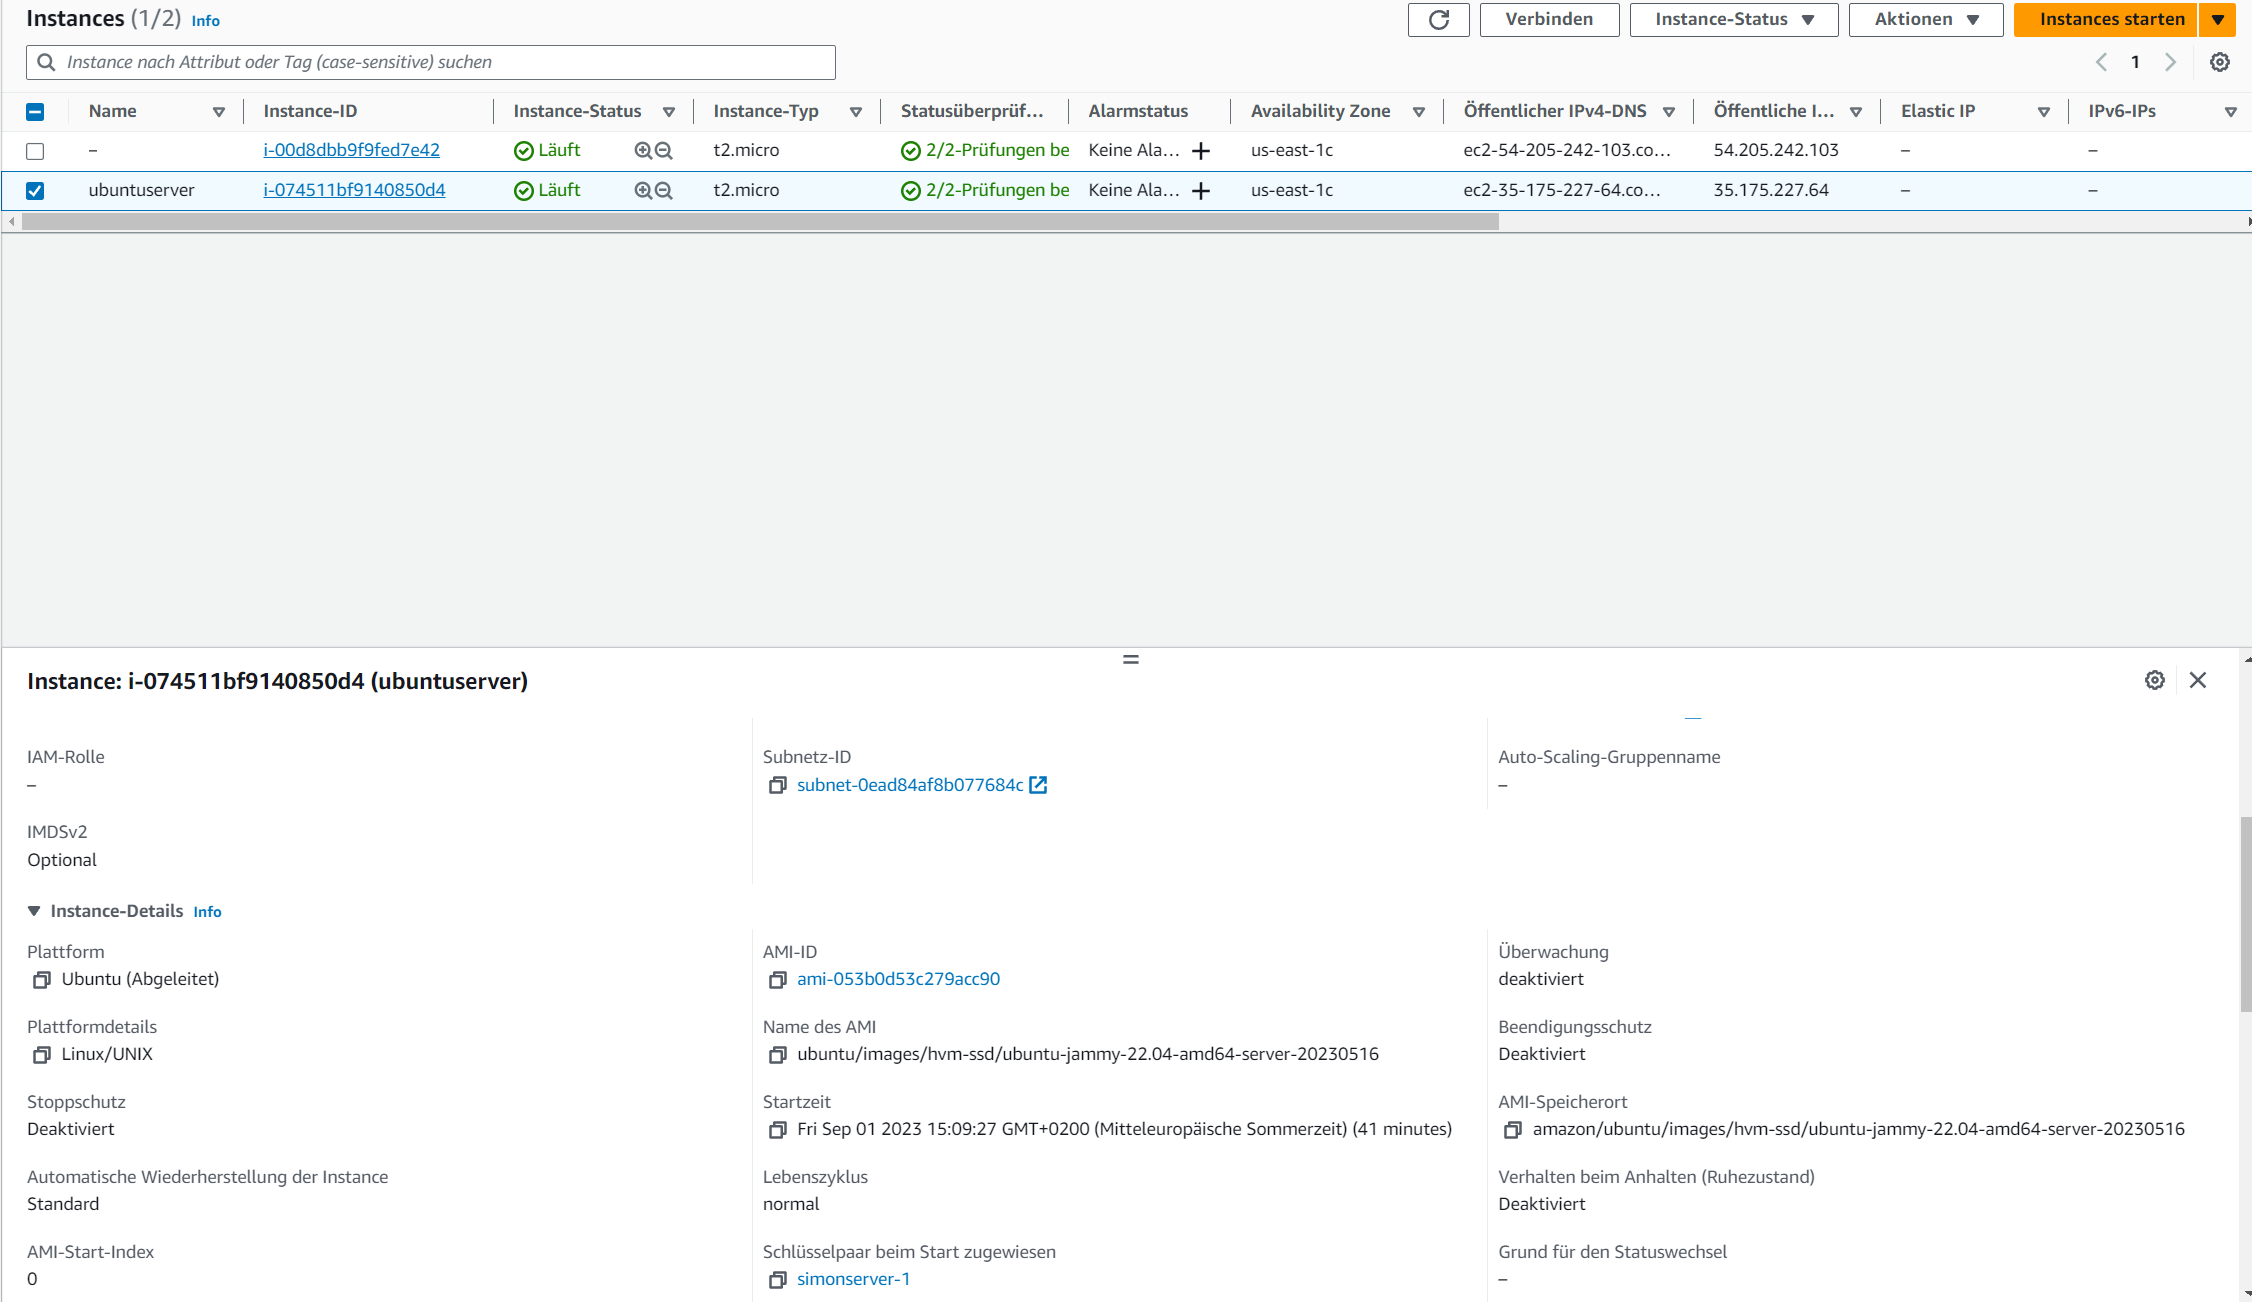 Instances (1/2) Info
Verbinden
Instance-Status
Aktionen
Instances starten
Instance nach Attribut oder Tag (case-sensitive) suchen
1
Name Instance-ID Instance-Status Instance-Typ Statusüberprüf... Alarmstatus Availability Zone Öffentlicher IPv4-DNS Öffentliche I... Elastic IP IPv6-IPs
– i-00d8dbb9f9fed7e42 Läuft t2.micro 2/2-Prüfungen be Keine Ala... + us-east-1c ec2-54-205-242-103.co... 54.205.242.103 – –
ubuntuserver i-074511bf9140850d4 Läuft t2.micro 2/2-Prüfungen be Keine Ala... + us-east-1c ec2-35-175-227-64.co... 35.175.227.64 – –
Instance: i-074511bf9140850d4 (ubuntuserver)
IAM-Rolle
–
Subnetz-ID
subnet-0ead84af8b077684c
Auto-Scaling-Gruppenname
–
IMDSv2
Optional
Instance-Details Info
Plattform
Ubuntu (Abgeleitet)
AMI-ID
ami-053b0d53c279acc90
Überwachung
deaktiviert
Plattformdetails
Linux/UNIX
Name des AMI
ubuntu/images/hvm-ssd/ubuntu-jammy-22.04-amd64-server-20230516
Beendigungsschutz
Deaktiviert
Stoppschutz
Deaktiviert
Startzeit
Fri Sep 01 2023 15:09:27 GMT+0200 (Mitteleuropäische Sommerzeit) (41 minutes)
AMI-Speicherort
amazon/ubuntu/images/hvm-ssd/ubuntu-jammy-22.04-amd64-server-20230516
Automatische Wiederherstellung der Instance
Standard
Lebenszyklus
normal
Verhalten beim Anhalten (Ruhezustand)
Deaktiviert
AMI-Start-Index
0
Schlüsselpaar beim Start zugewiesen
simonserver-1
Grund für den Statuswechsel
–